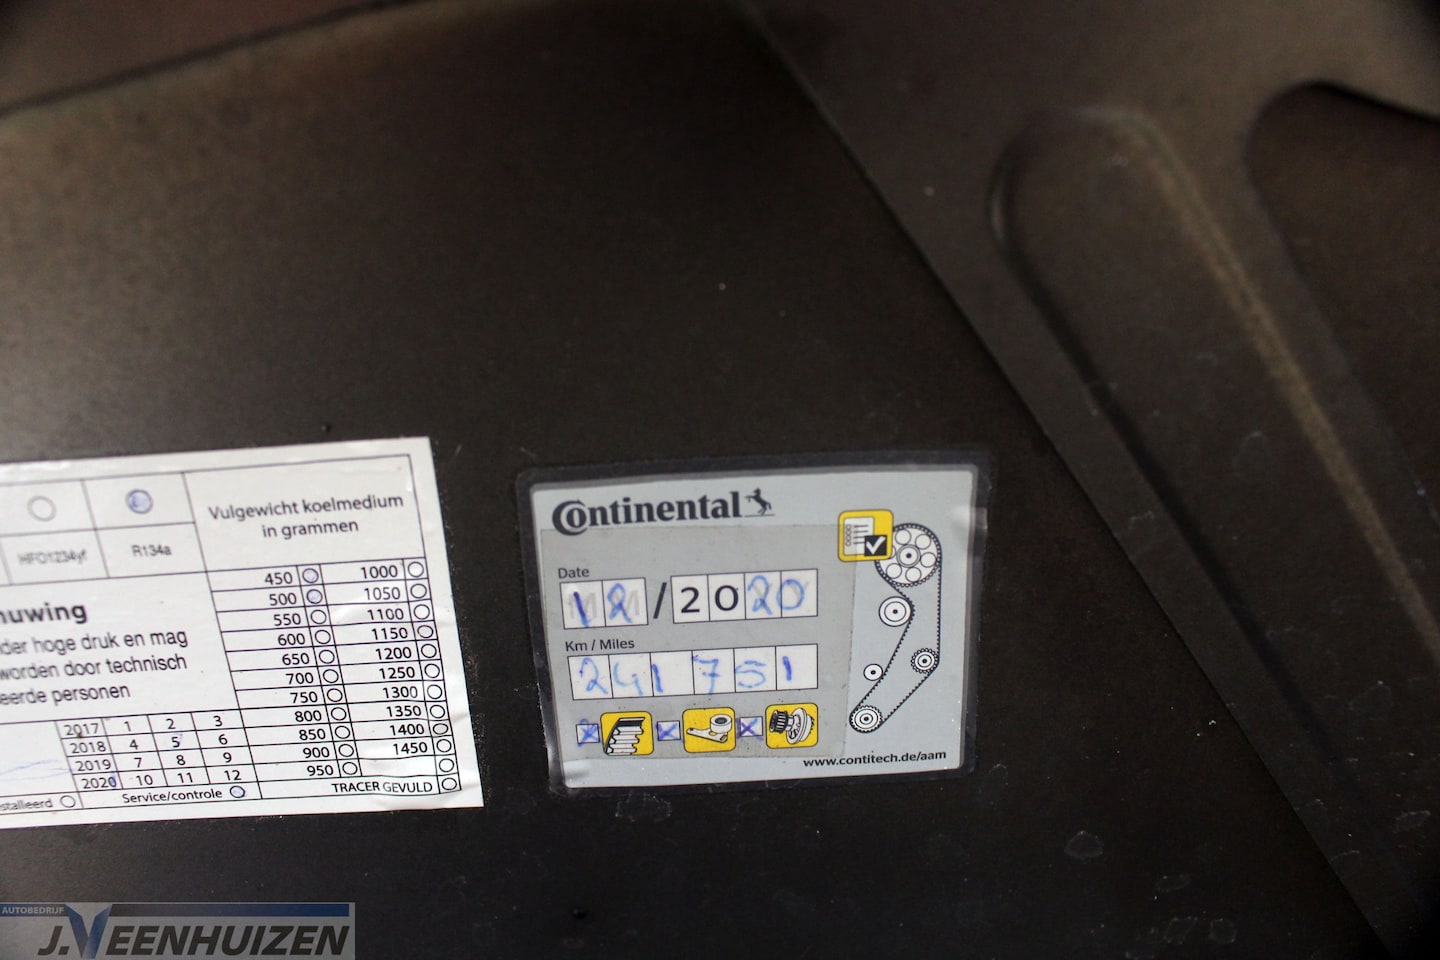 HFO1234yf
R134a
Vulgewicht koelmedium
in grammen
450 1000
500 1050
550 1100
600 1150
650 1200
700 1250
750 1300
800 1350
850 1400
900 1450
950
TRACER GEVULD
der hoge druk en mag
worden door technisch
personen
2017 1 2 3
2018 4 5 6
2019 7 8 9
2020 10 11 12
Service/controle
Continental
Date
12/2020
Km / Miles
241751
www.contitech.de/aam
AUTOBEDRIJF
J.VEENHUIZEN